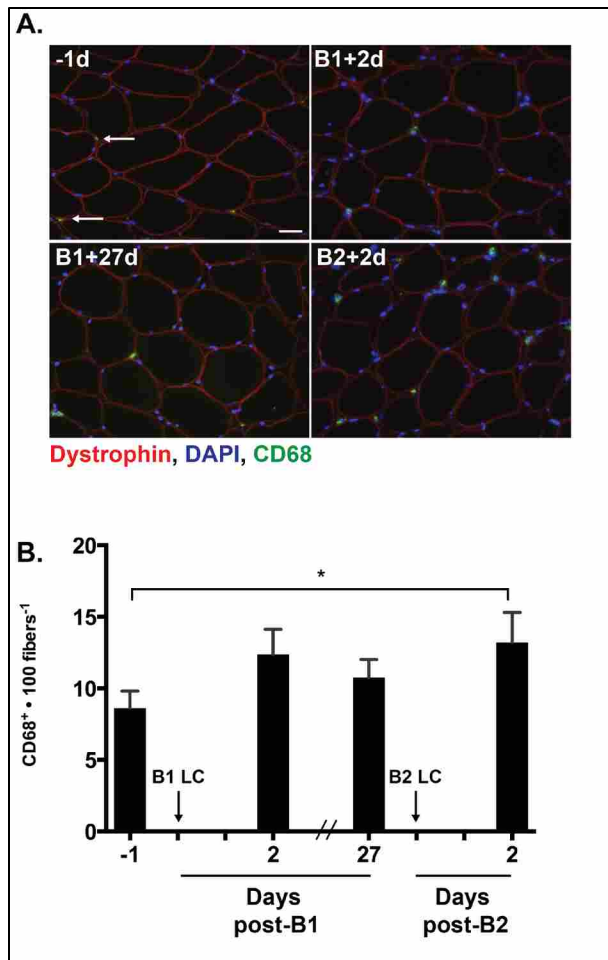 A.
-1d
B1+2d
B1+27d
B2+2d
Dystrophin, DAPI, CD68
B.
CD68⁺ • 100 fibers⁻¹
20
15
10
5
0
*
B1 LC
B2 LC
-1
2
27
2
Days
post-B1
Days
post-B2